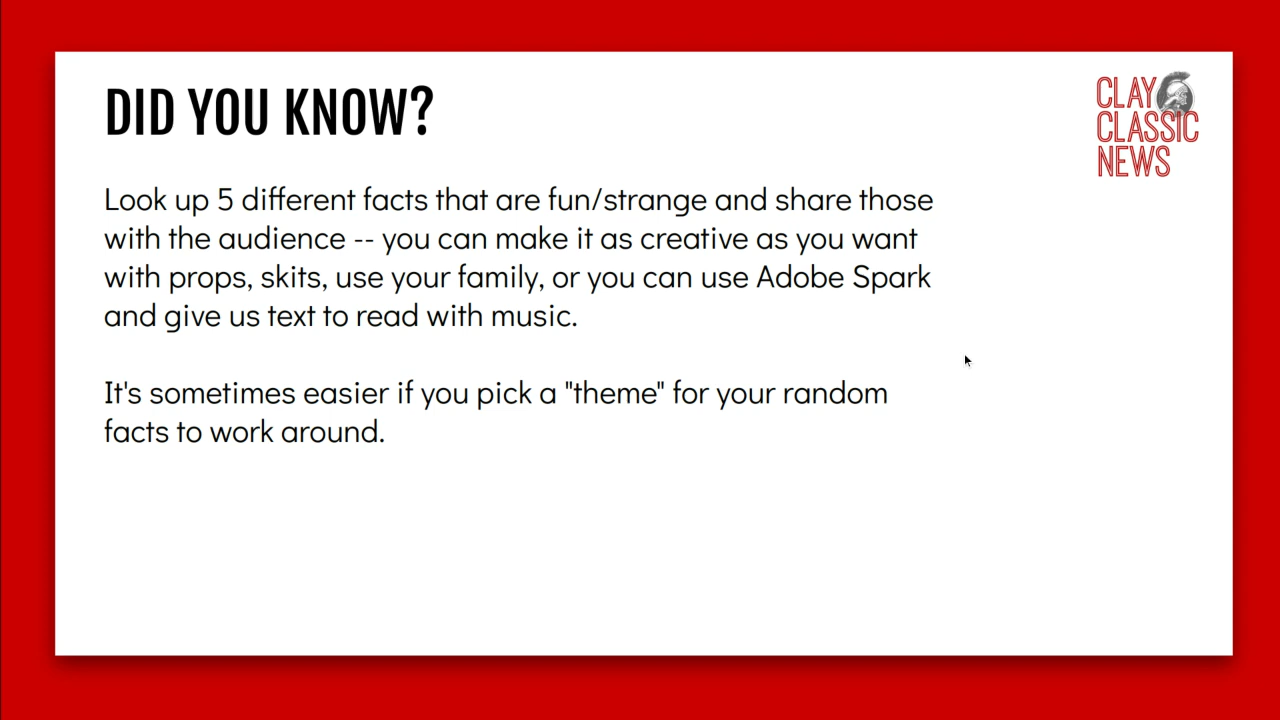 DID YOU KNOW?
CLAY
CLASSIC
NEWS
Look up 5 different facts that are fun/strange and share those
with the audience -- you can make it as creative as you want
with props, skits, use your family, or you can use Adobe Spark
and give us text to read with music.
It's sometimes easier if you pick a "theme" for your random
facts to work around.